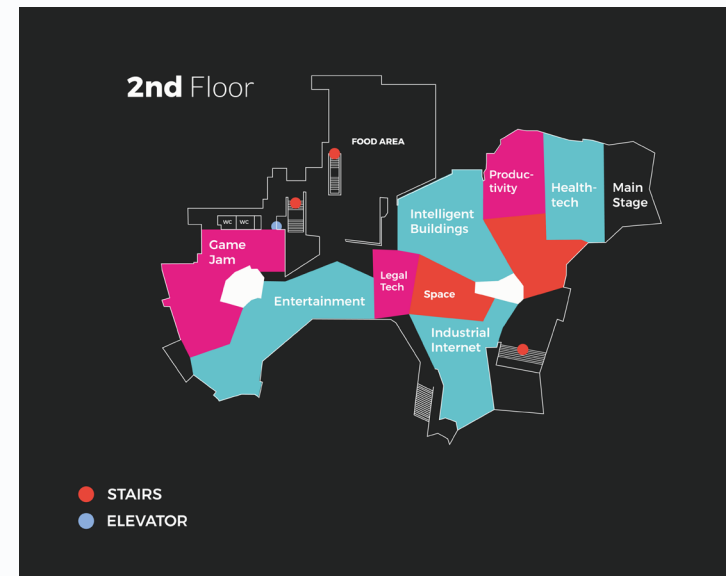 2nd Floor
FOOD AREA
Produc-
tivity
Health-
tech
Main
Stage
Intelligent
Buildings
WC WC
Game
Jam
Legal
Tech
Entertainment
Space
Industrial
Internet
STAIRS
ELEVATOR